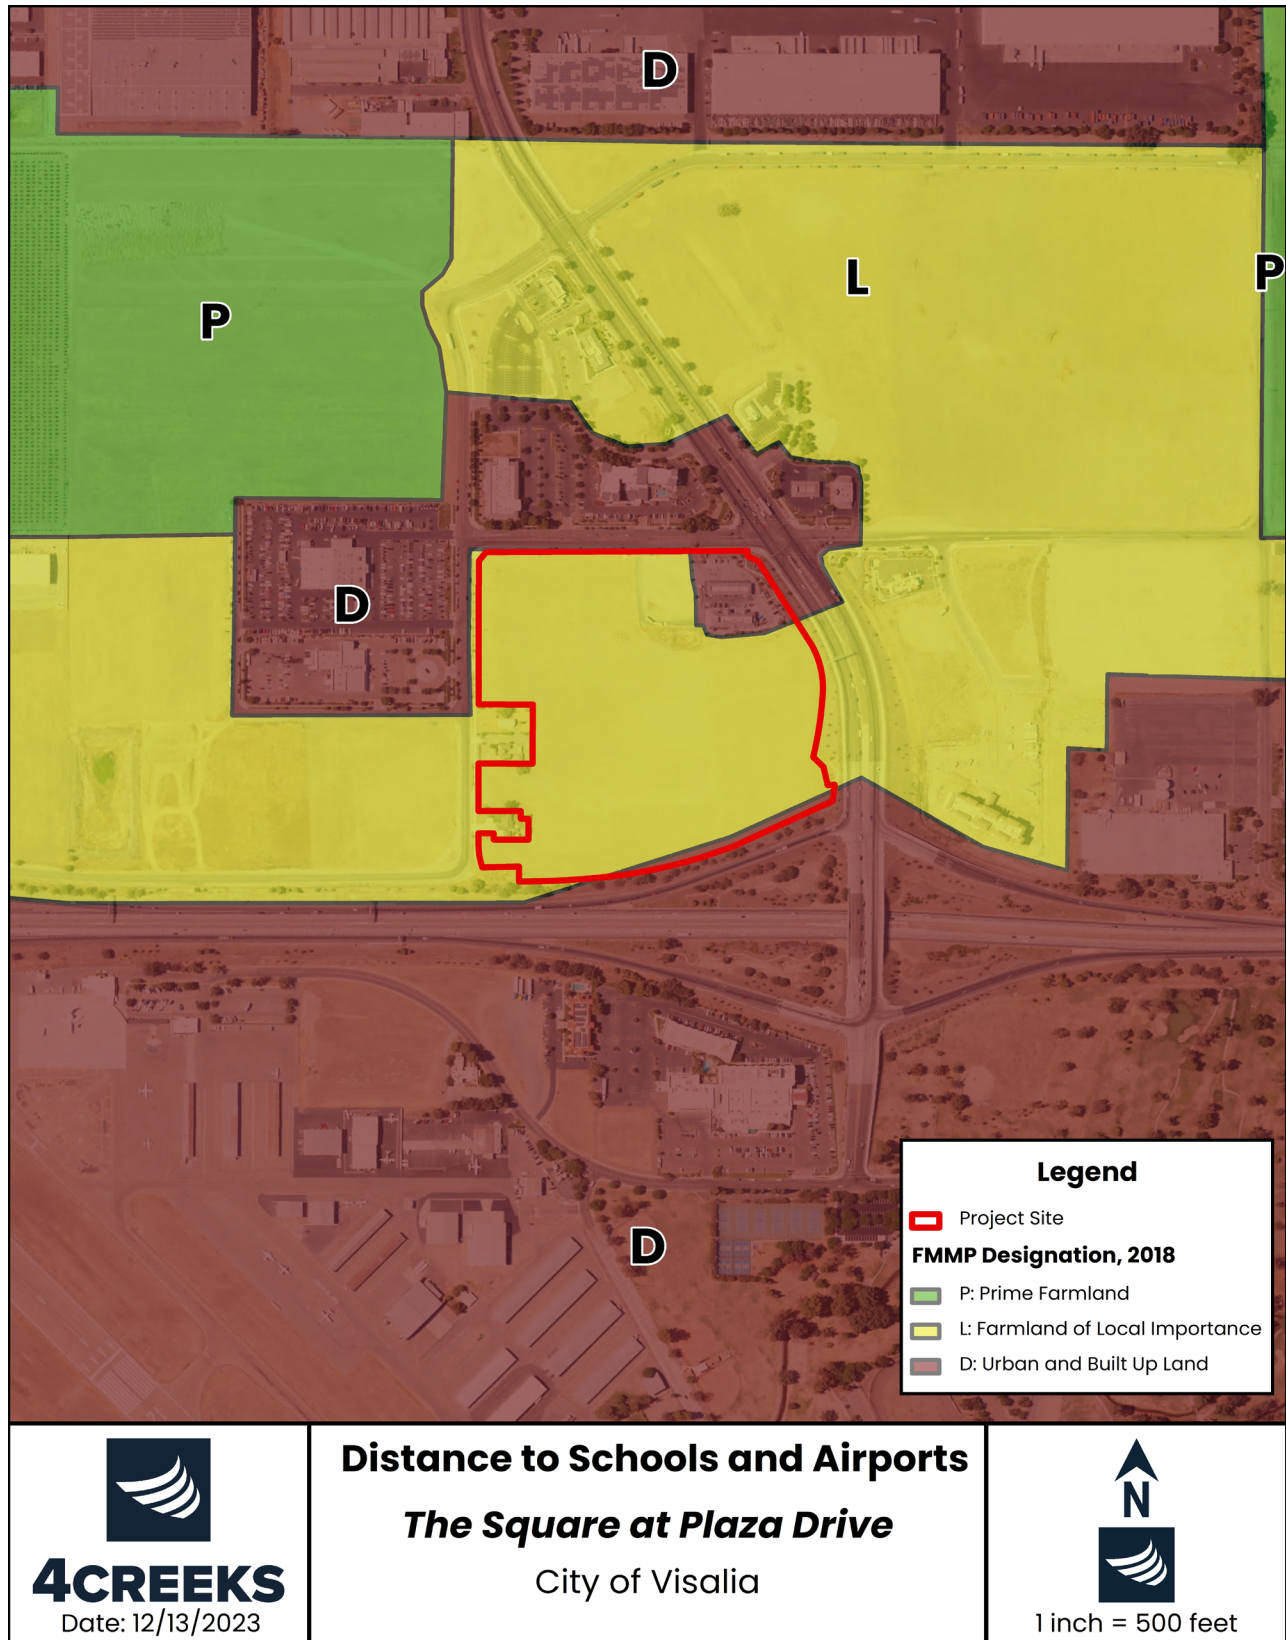 D
P
L
P
D
D
Legend
Project Site
FMMP Designation, 2018
P: Prime Farmland
L: Farmland of Local Importance
D: Urban and Built Up Land
4CREEKS
Date: 12/13/2023
Distance to Schools and Airports
The Square at Plaza Drive
City of Visalia
N
1 inch = 500 feet